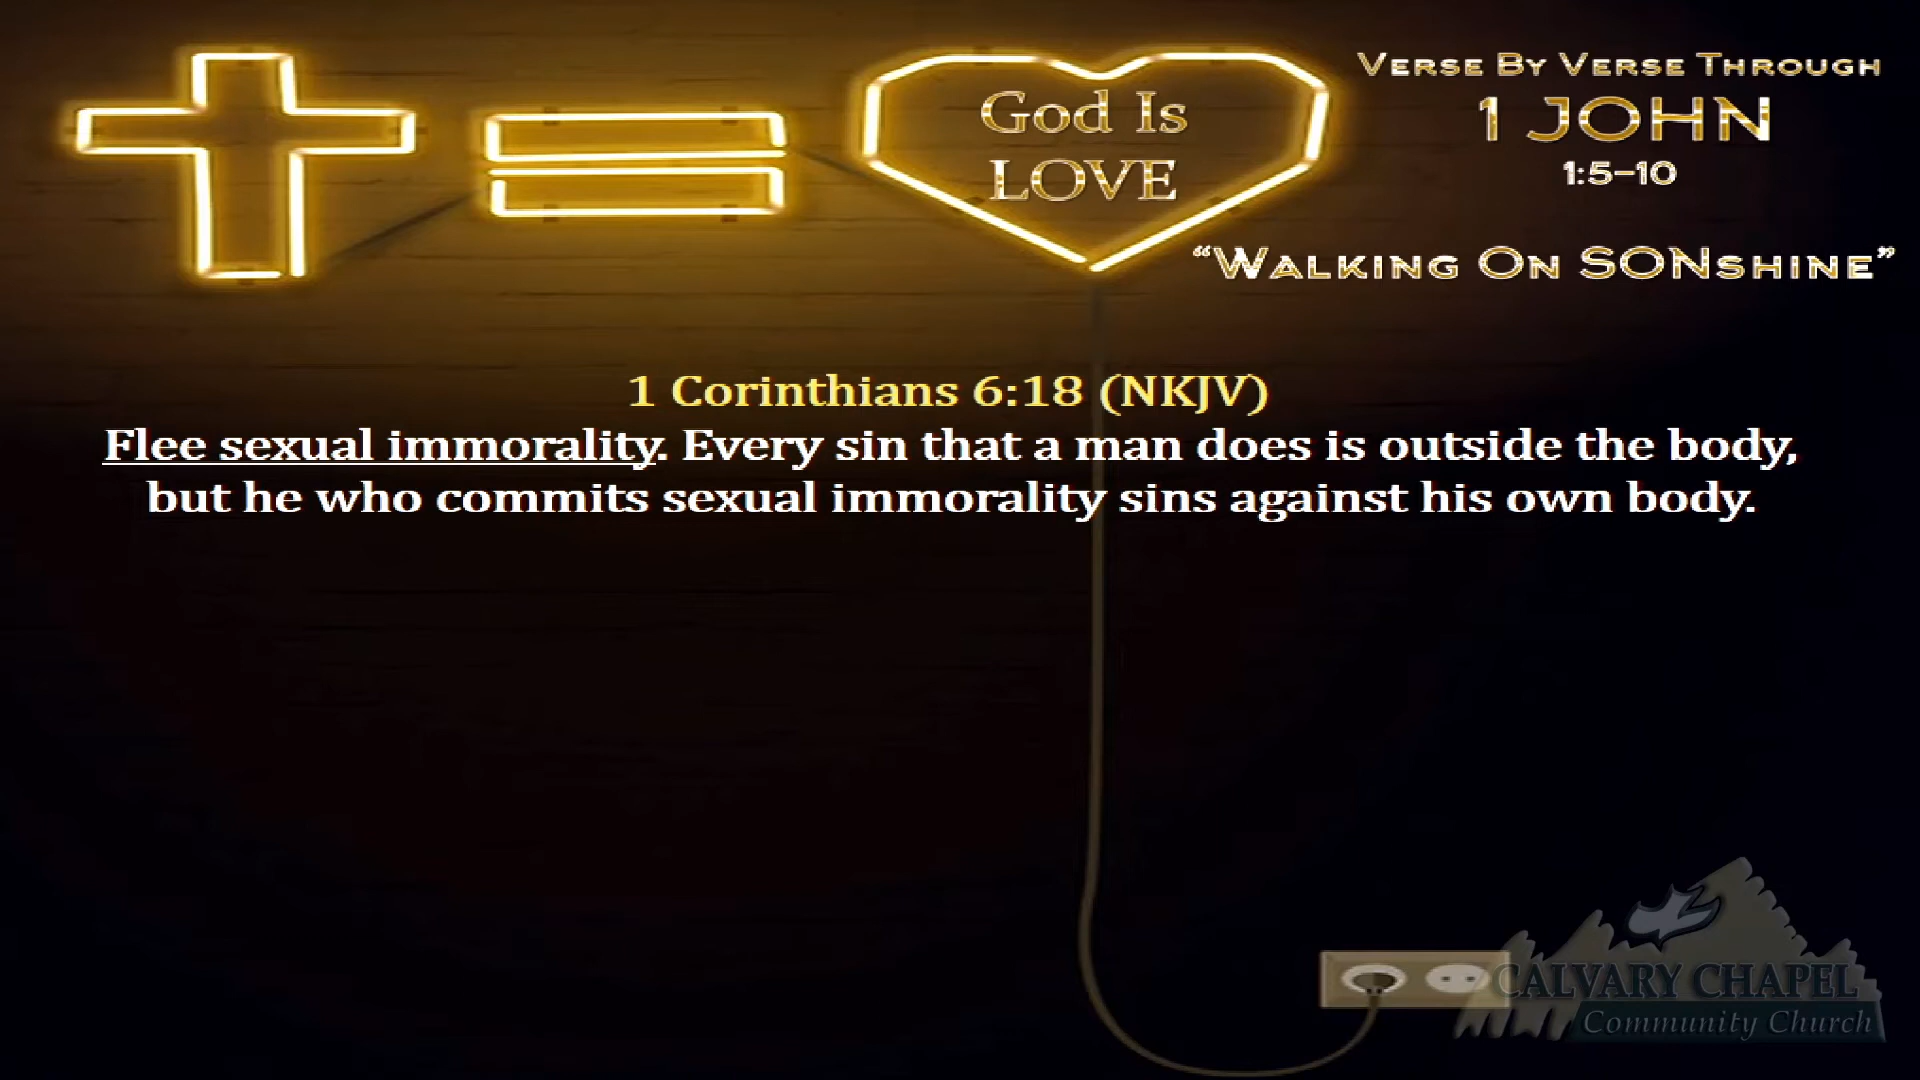 God Is
LOVE
VERSE BY VERSE THROUGH
1 JOHN
1:5-10
“WALKING ON SONSHINE”
1 Corinthians 6:18 (NKJV)
Flee sexual immorality. Every sin that a man does is outside the body,
but he who commits sexual immorality sins against his own body.
CALVARY CHAPEL
Community Church